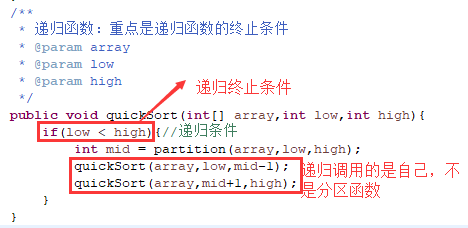 /**
* 递归函数：重点是递归函数的终止条件
* @param array
* @param low
* @param high
*/
递归终止条件
public void quickSort(int[] array,int low,int high){
if(low < high){//递归条件
int mid = partition(array,low,high);
quickSort(array,low,mid-1);
quickSort(array,mid+1,high);
递归调用的是自己，不
是分区函数
}
}